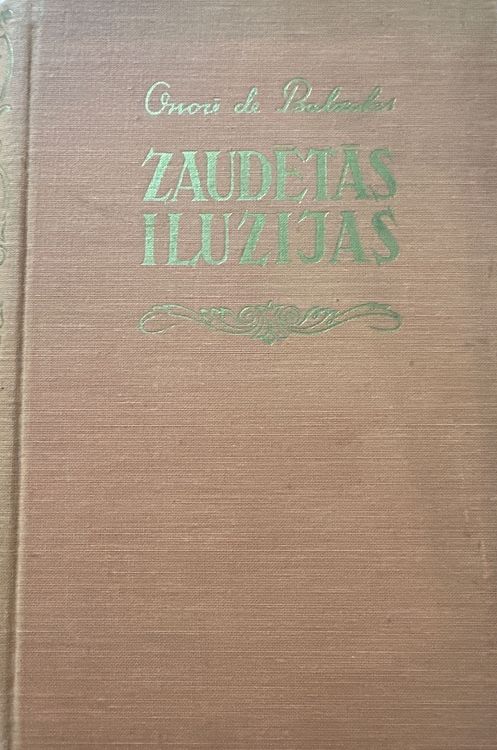 Onorē de Balzaks
ZAUDĒTĀS
ILŪZIJAS